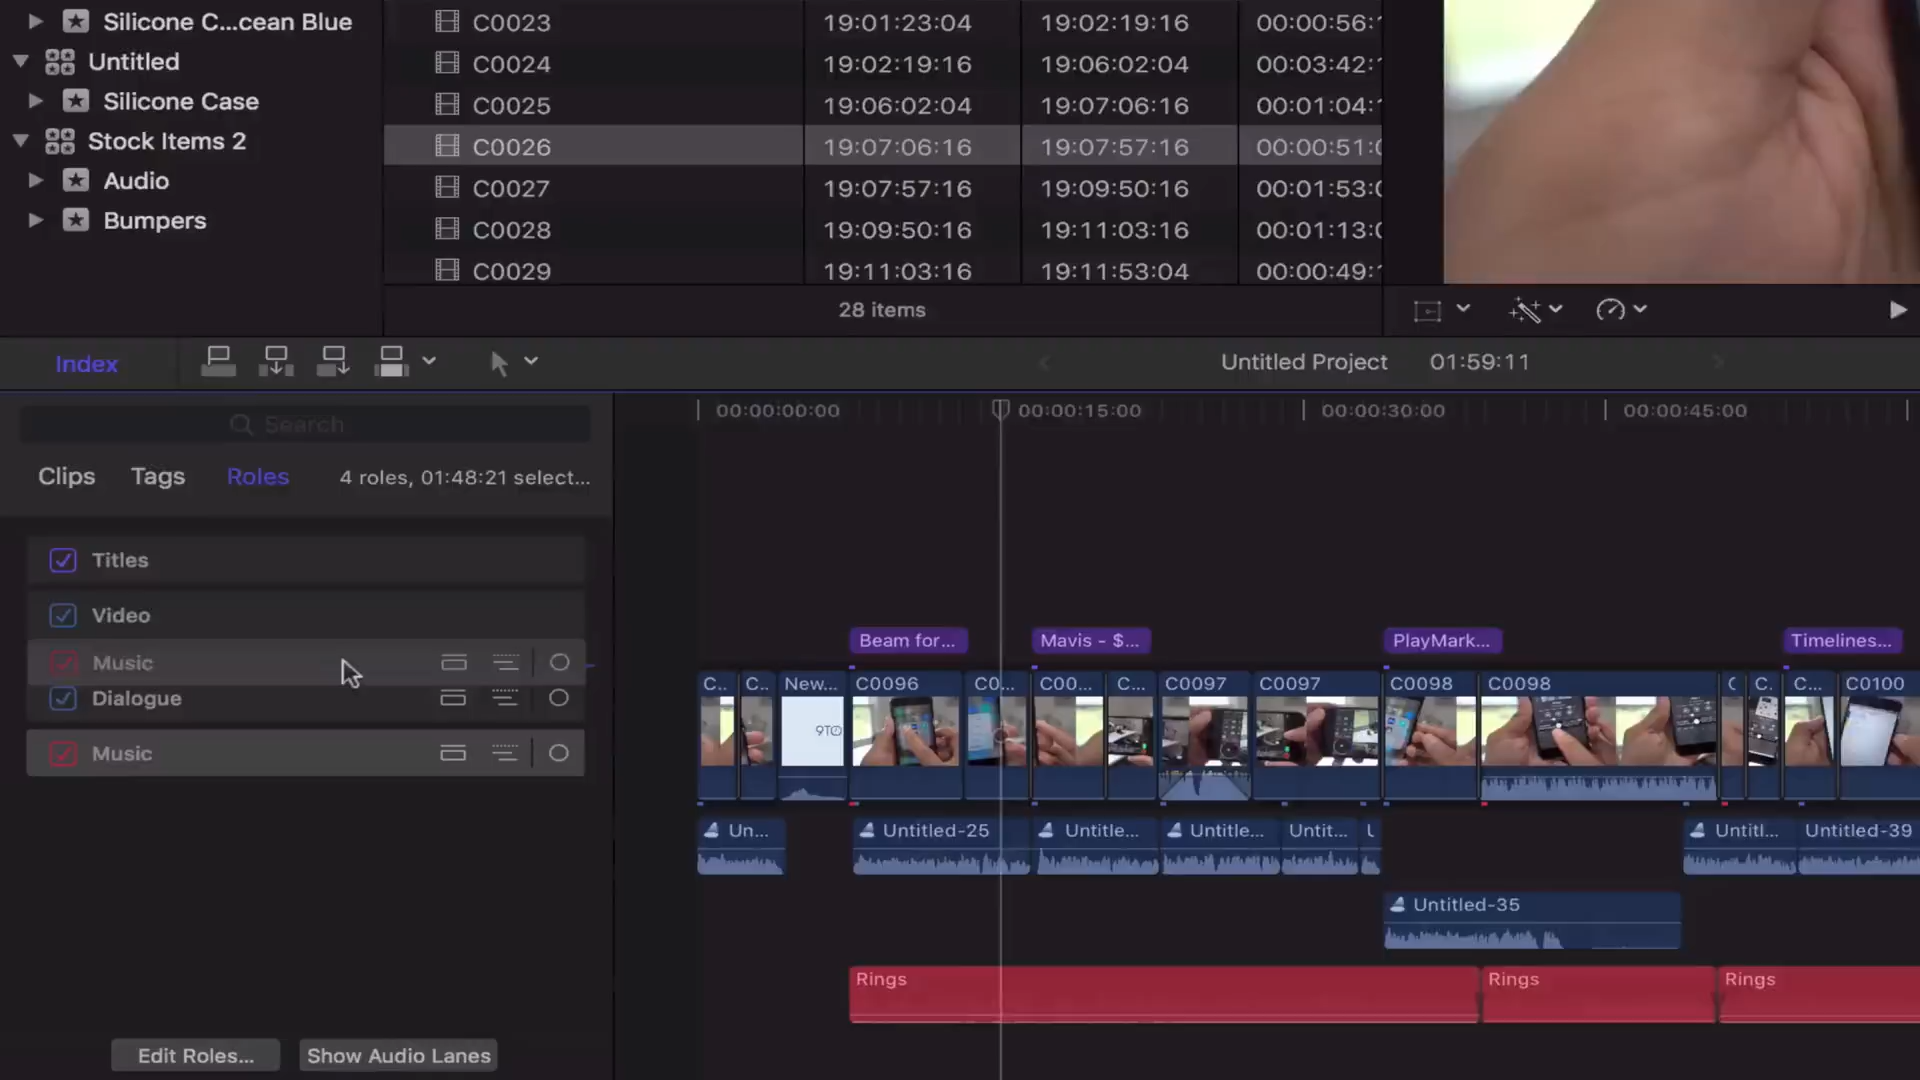 Silicone C...cean Blue
Untitled
Silicone Case
Stock Items 2
Audio
Bumpers
C0023 19:01:23:04 19:02:19:16 00:00:56:
C0024 19:02:19:16 19:06:02:04 00:03:42:
C0025 19:06:02:04 19:07:06:16 00:01:04:
C0026 19:07:06:16 19:07:57:16 00:00:51:
C0027 19:07:57:16 19:09:50:16 00:01:53:
C0028 19:09:50:16 19:11:03:16 00:01:13:
C0029 19:11:03:16 19:11:53:04 00:00:49:
28 items
Index
Untitled Project 01:59:11
Search
Clips Tags Roles 4 roles, 01:48:21 select...
Titles
Video
Music
Dialogue
Music
Edit Roles... Show Audio Lanes
00:00:00:00 00:00:15:00 00:00:30:00 00:00:45:00
Beam for... Mavis - $... PlayMark... Timelines...
C.. C.. New... C0096 C0... C00... C... C0097 C0097 C0098 C0098 C. C... C0100
9TO
Un... Untitled-25 Untitle... Untitle... Untit... Untitl... Untitled-39
Untitled-35
Rings Rings Rings